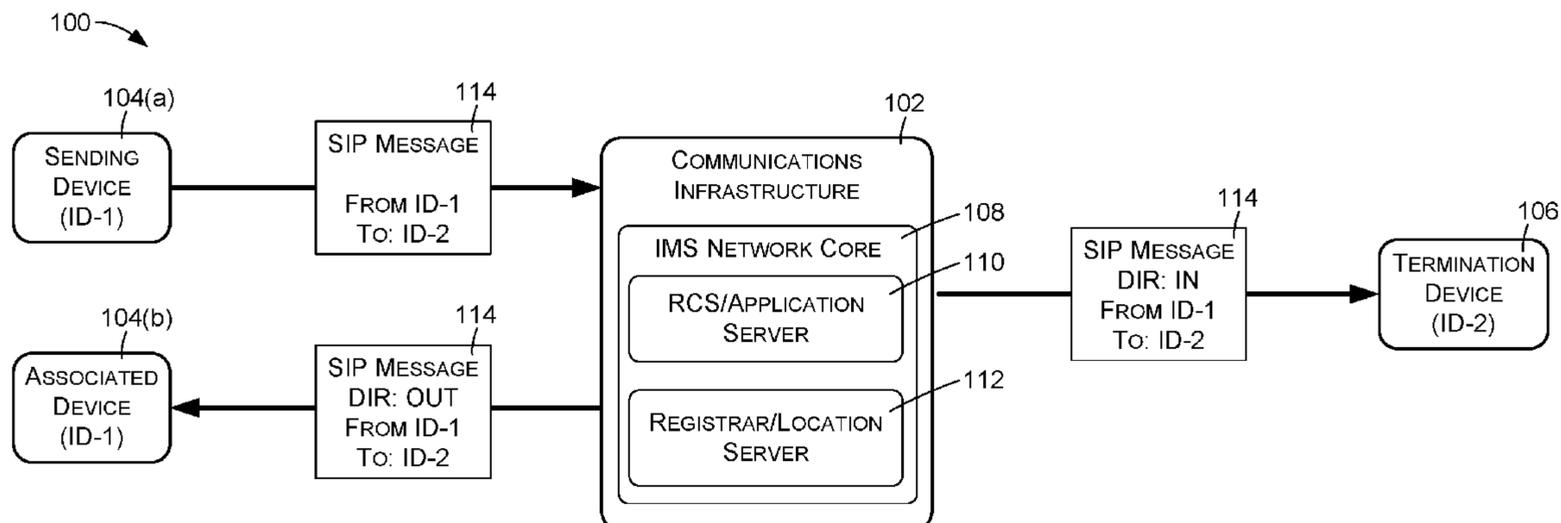 100
104(a)
SENDING
DEVICE
(ID-1)
114
SIP MESSAGE
FROM ID-1
TO: ID-2
104(b)
ASSOCIATED
DEVICE
(ID-1)
114
SIP MESSAGE
DIR: OUT
FROM ID-1
TO: ID-2
102
COMMUNICATIONS
INFRASTRUCTURE
108
IMS NETWORK CORE
110
RCS/APPLICATION
SERVER
112
REGISTRAR/LOCATION
SERVER
114
SIP MESSAGE
DIR: IN
FROM ID-1
TO: ID-2
106
TERMINATION
DEVICE
(ID-2)